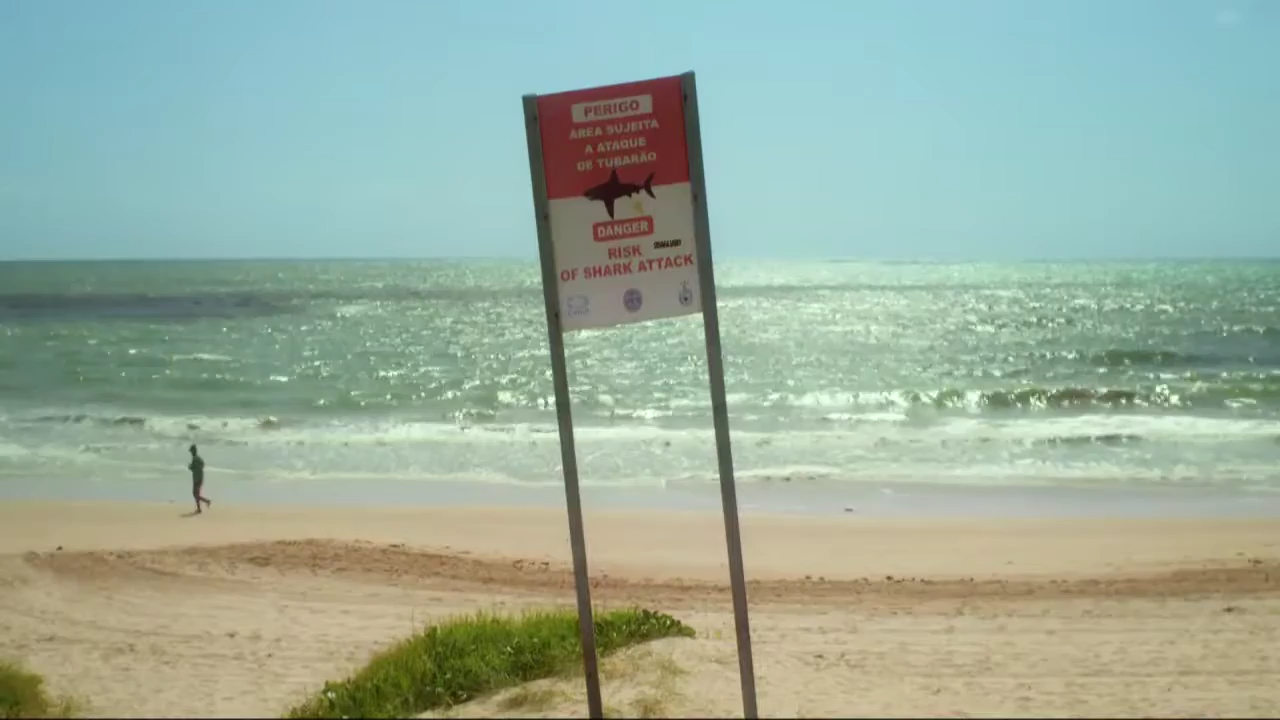 PERIGO
ÁREA SUJEITA
A ATAQUE
DE TUBARÃO
DANGER
RISK
OF SHARK ATTACK